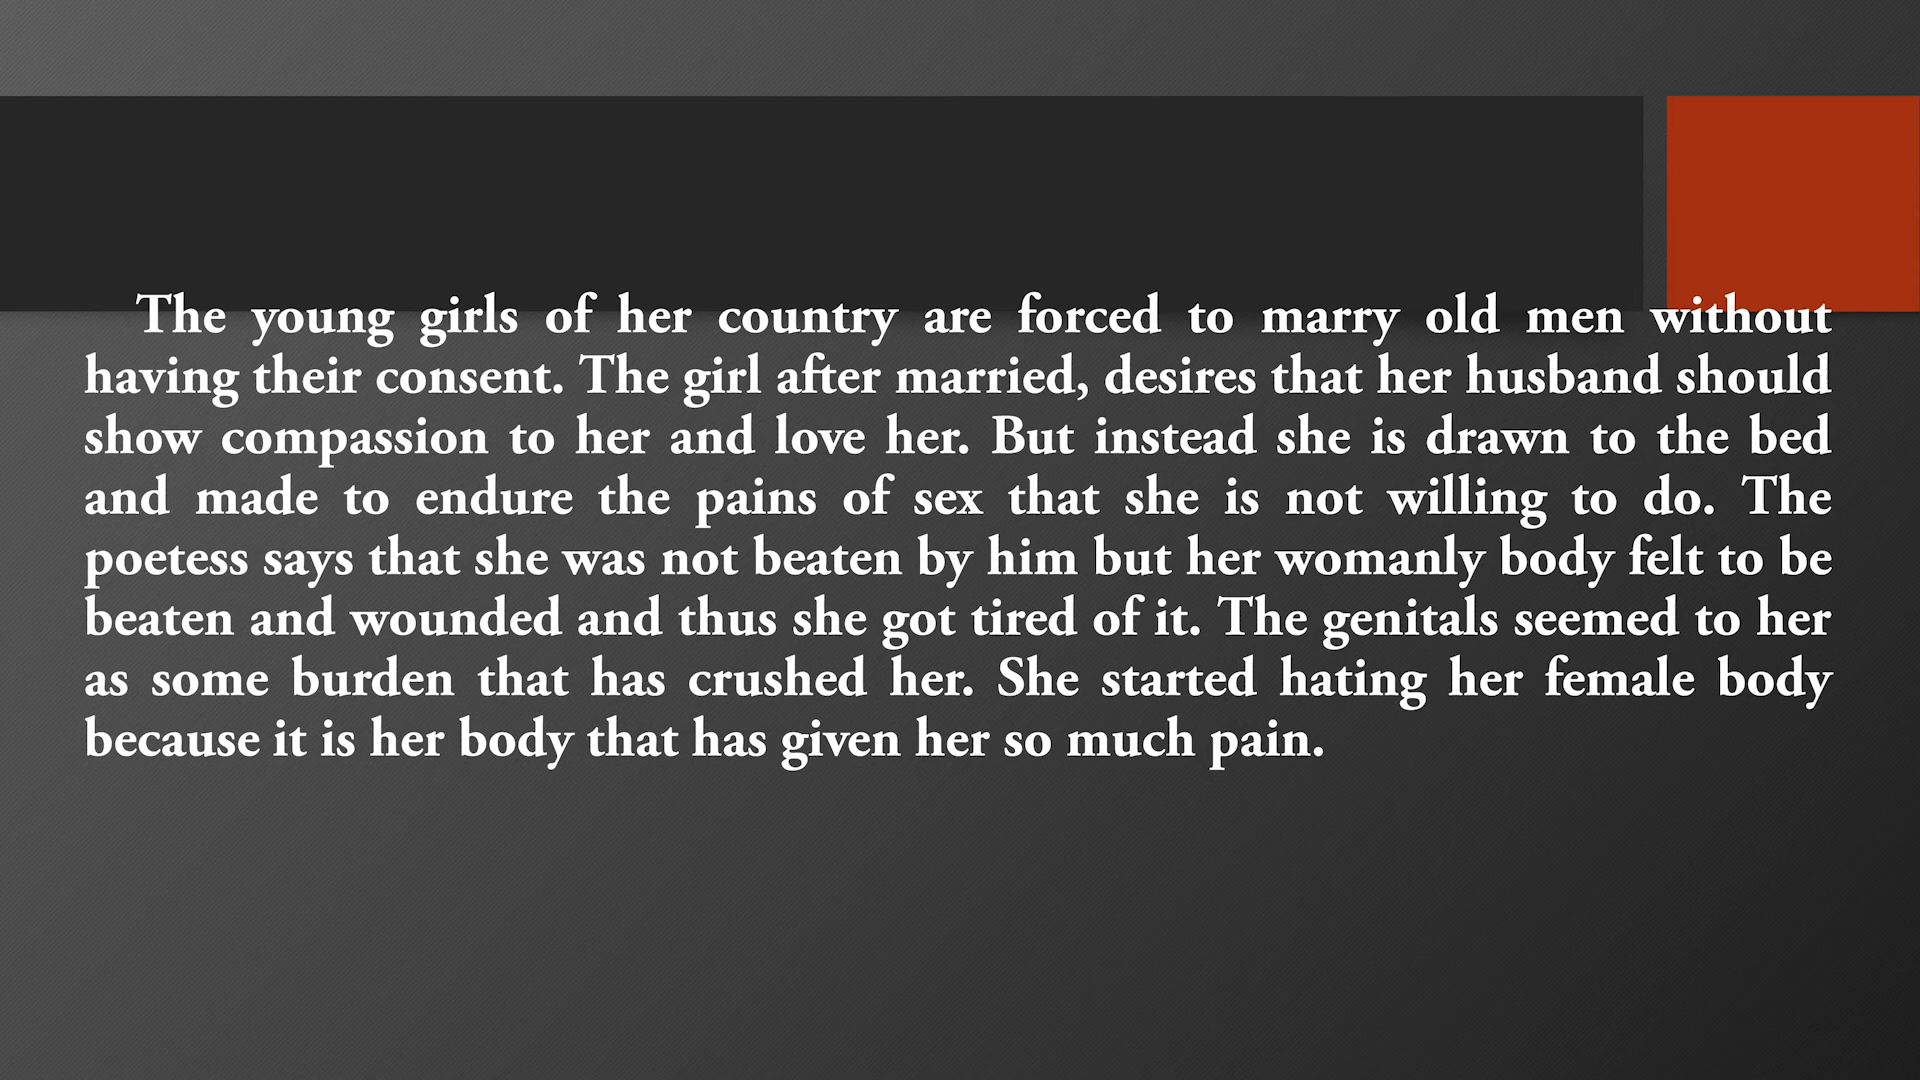 The young girls of her country are forced to marry old men without
having their consent. The girl after married, desires that her husband should
show compassion to her and love her. But instead she is drawn to the bed
and made to endure the pains of sex that she is not willing to do. The
poetess says that she was not beaten by him but her womanly body felt to be
beaten and wounded and thus she got tired of it. The genitals seemed to her
as some burden that has crushed her. She started hating her female body
because it is her body that has given her so much pain.